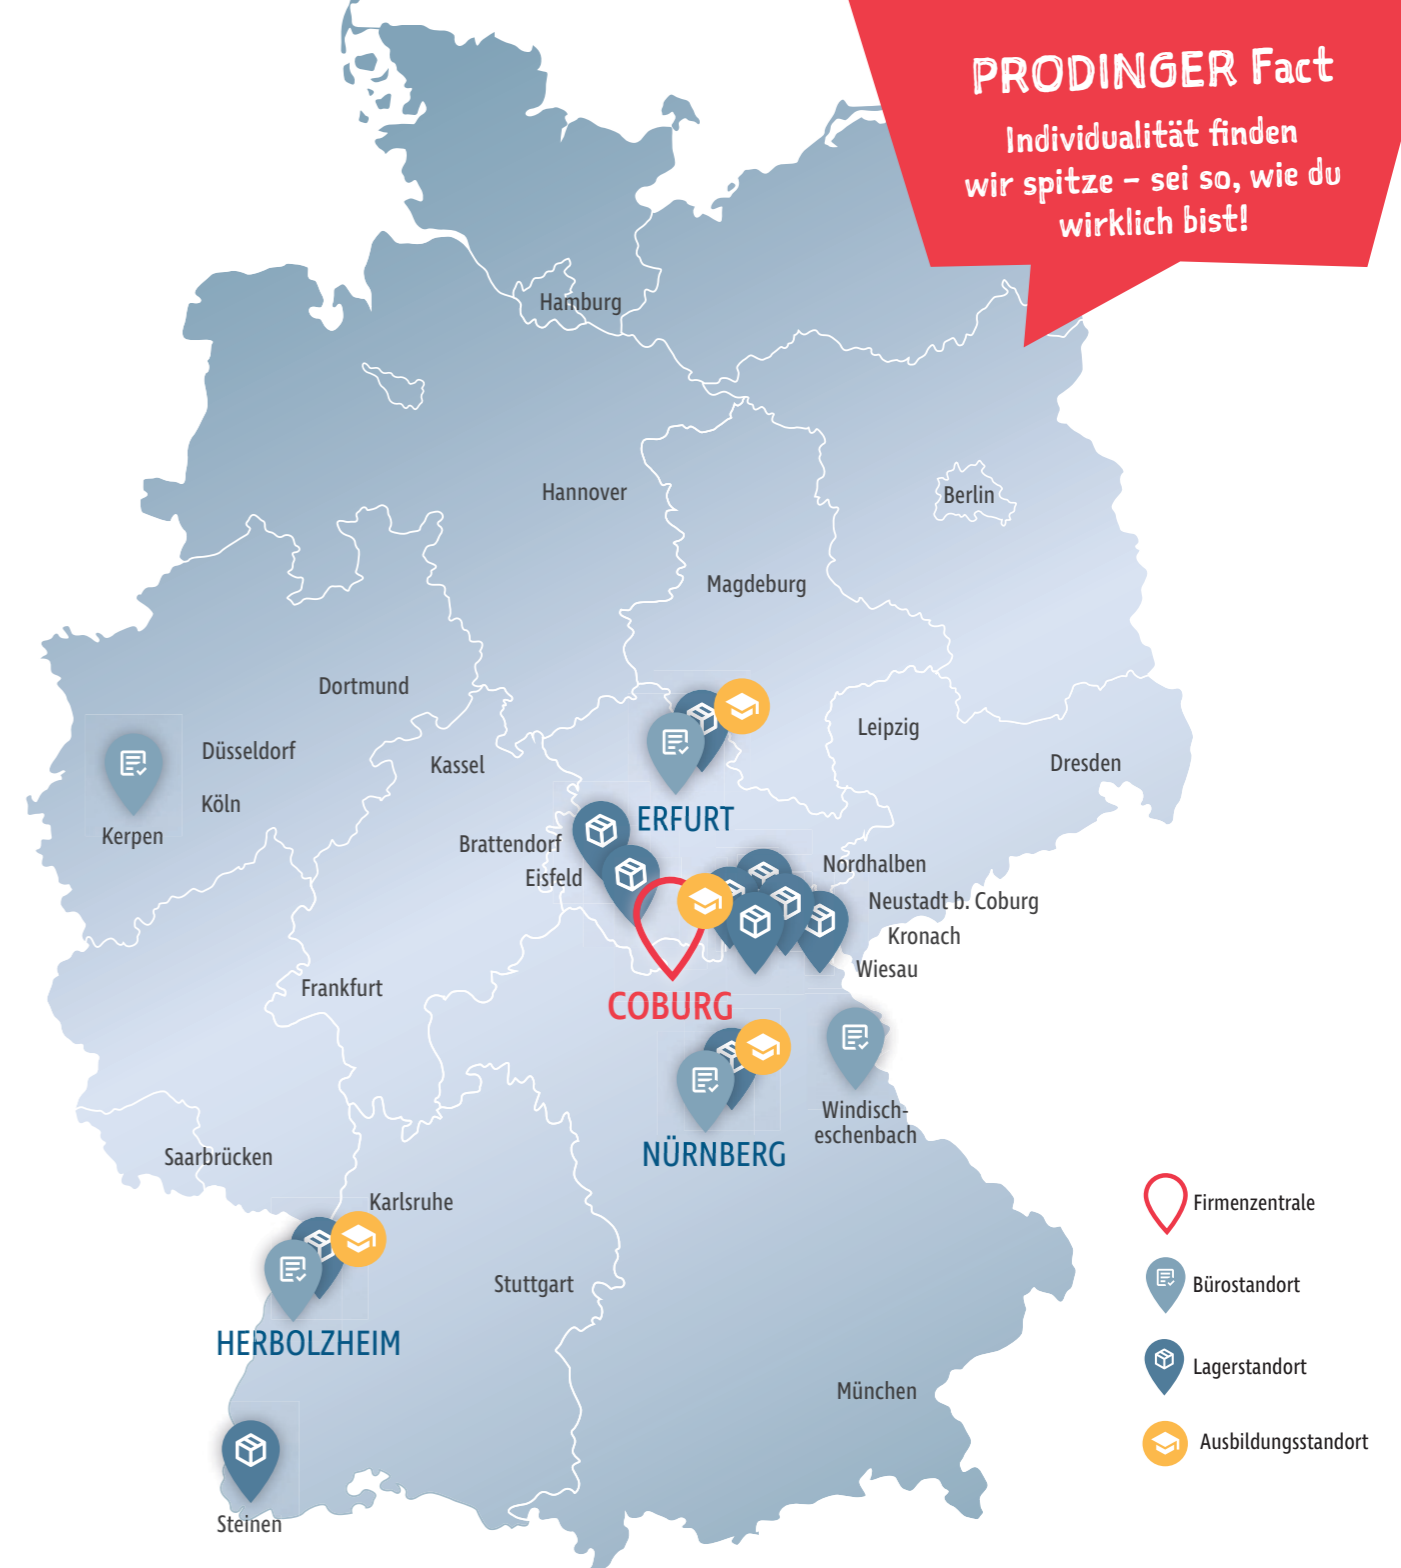 PRODINGER Fact
Individualität finden
wir spitze – sei so, wie du
wirklich bist!
Hamburg
Hannover
Berlin
Magdeburg
Dortmund
Leipzig
Düsseldorf
Kassel
Dresden
Köln
Kerpen
ERFURT
Brattendorf
Eisfeld
Nordhalben
Neustadt b. Coburg
Kronach
Wiesau
Frankfurt
COBURG
Windisch-
eschenbach
NÜRNBERG
Saarbrücken
Karlsruhe
Stuttgart
HERBOLZHEIM
München
Steinen
Firmenzentrale
Bürostandort
Lagerstandort
Ausbildungsstandort